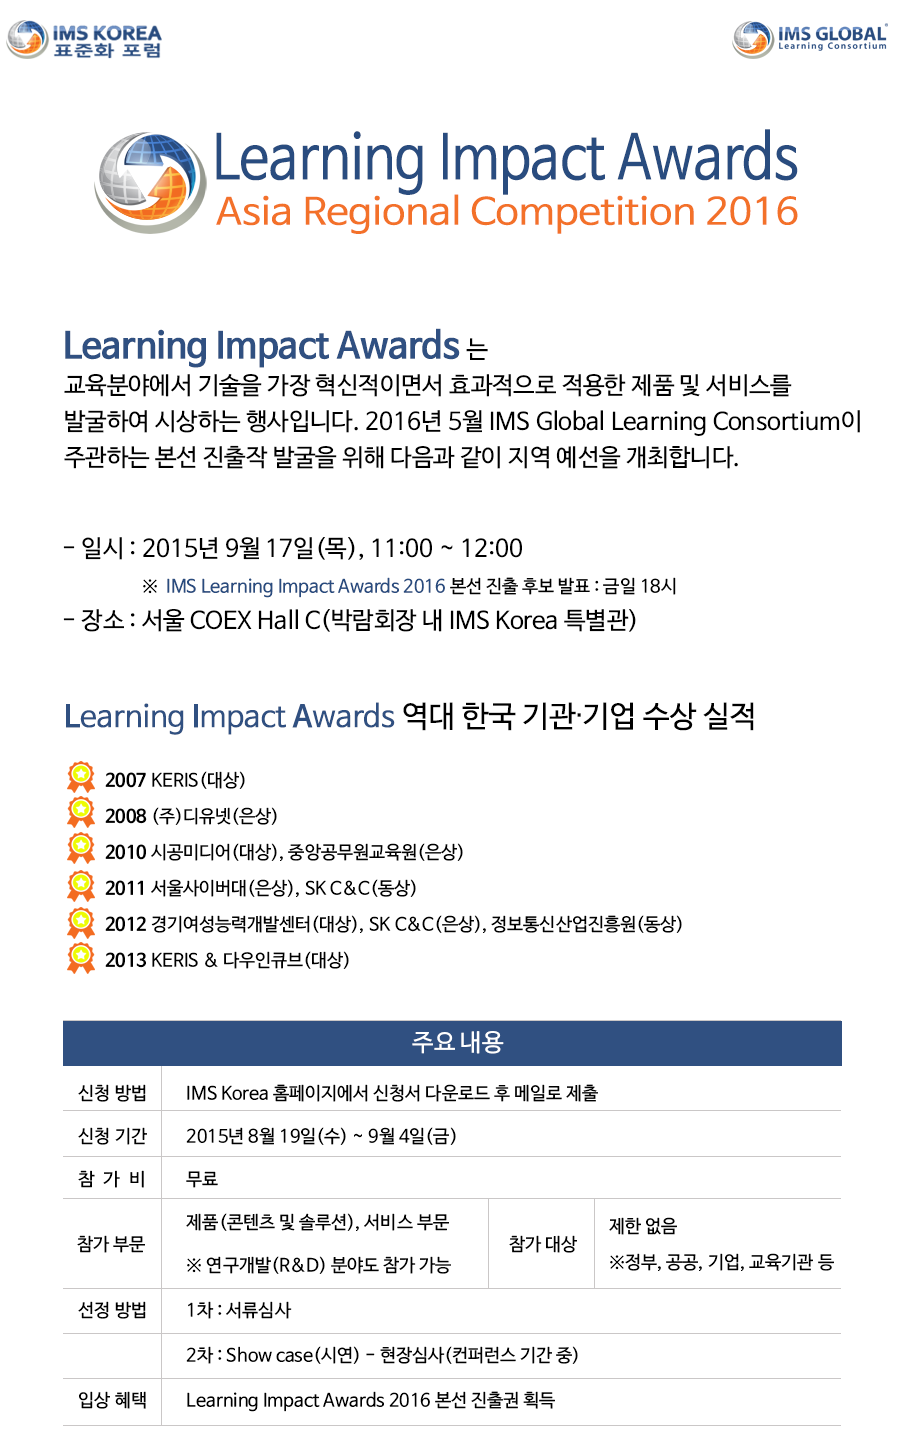 IMS KOREA
표준화 포럼
IMS GLOBAL®
Learning Consortium
Learning Impact Awards
Asia Regional Competition 2016
Learning Impact Awards 는
교육분야에서 기술을 가장 혁신적이면서 효과적으로 적용한 제품 및 서비스를
발굴하여 시상하는 행사입니다. 2016년 5월 IMS Global Learning Consortium이
주관하는 본선 진출작 발굴을 위해 다음과 같이 지역 예선을 개최합니다.
- 일시 : 2015년 9월 17일(목), 11:00 ~ 12:00
※ IMS Learning Impact Awards 2016 본선 진출 후보 발표 : 금일 18시
- 장소 : 서울 COEX Hall C(박람회장 내 IMS Korea 특별관)
Learning Impact Awards 역대 한국 기관·기업 수상 실적
2007 KERIS(대상)
2008 (주)디유넷(은상)
2010 시공미디어(대상), 중앙공무원교육원(은상)
2011 서울사이버대(은상), SK C&C(동상)
2012 경기여성능력개발센터(대상), SK C&C(은상), 정보통신산업진흥원(동상)
2013 KERIS & 다우인큐브(대상)
주요 내용
신청 방법 IMS Korea 홈페이지에서 신청서 다운로드 후 메일로 제출
신청 기간 2015년 8월 19일(수) ~ 9월 4일(금)
참 가 비 무료
참가 부문
제품(콘텐츠 및 솔루션), 서비스 부문
※ 연구개발(R&D) 분야도 참가 가능
참가 대상
제한 없음
※정부, 공공, 기업, 교육기관 등
선정 방법 1차 : 서류심사
2차 : Show case(시연) - 현장심사(컨퍼런스 기간 중)
입상 혜택 Learning Impact Awards 2016 본선 진출권 획득